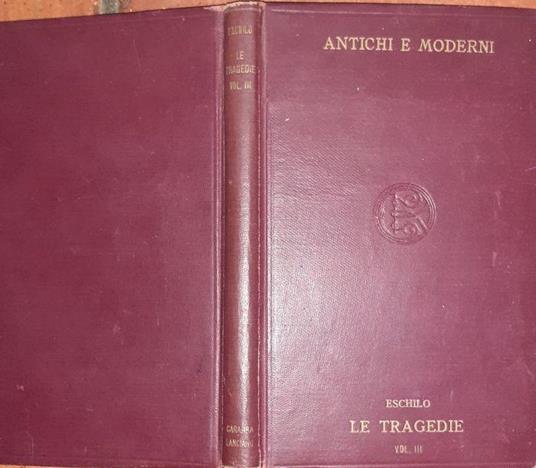 ESCHILO
LE
TRAGEDIE
VOL. III
CARABBA
LANCIANO
ANTICHI E MODERNI
ESCHILO
LE TRAGEDIE
VOL. III